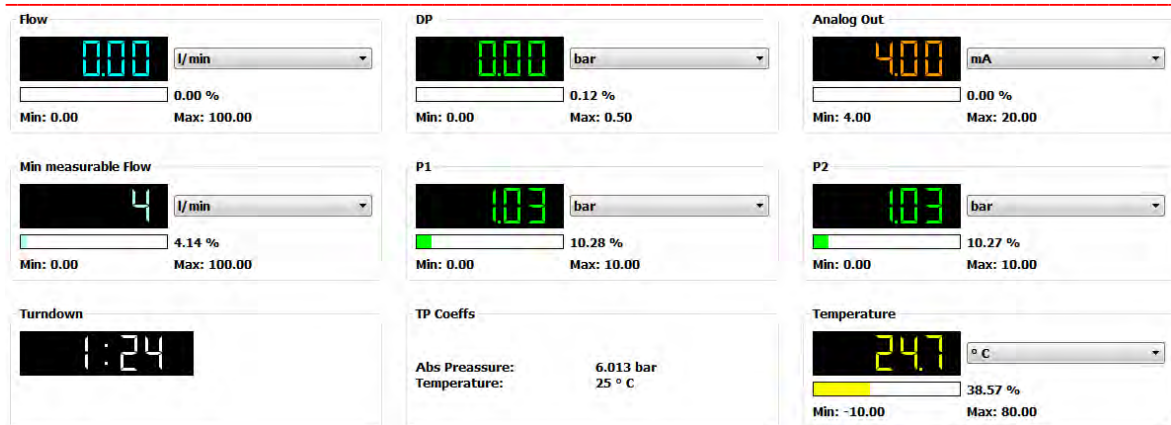 Flow
0.00 l/min
0.00 %
Min: 0.00 Max: 100.00
DP
0.00 bar
0.12 %
Min: 0.00 Max: 0.50
Analog Out
4.00 mA
0.00 %
Min: 4.00 Max: 20.00
Min measurable Flow
4 l/min
4.14 %
Min: 0.00 Max: 100.00
P1
1.03 bar
10.28 %
Min: 0.00 Max: 10.00
P2
1.03 bar
10.27 %
Min: 0.00 Max: 10.00
Turndown
1:24
TP Coeffs
Abs Preassure: 6.013 bar
Temperature: 25 ° C
Temperature
24.7 ° C
38.57 %
Min: -10.00 Max: 80.00